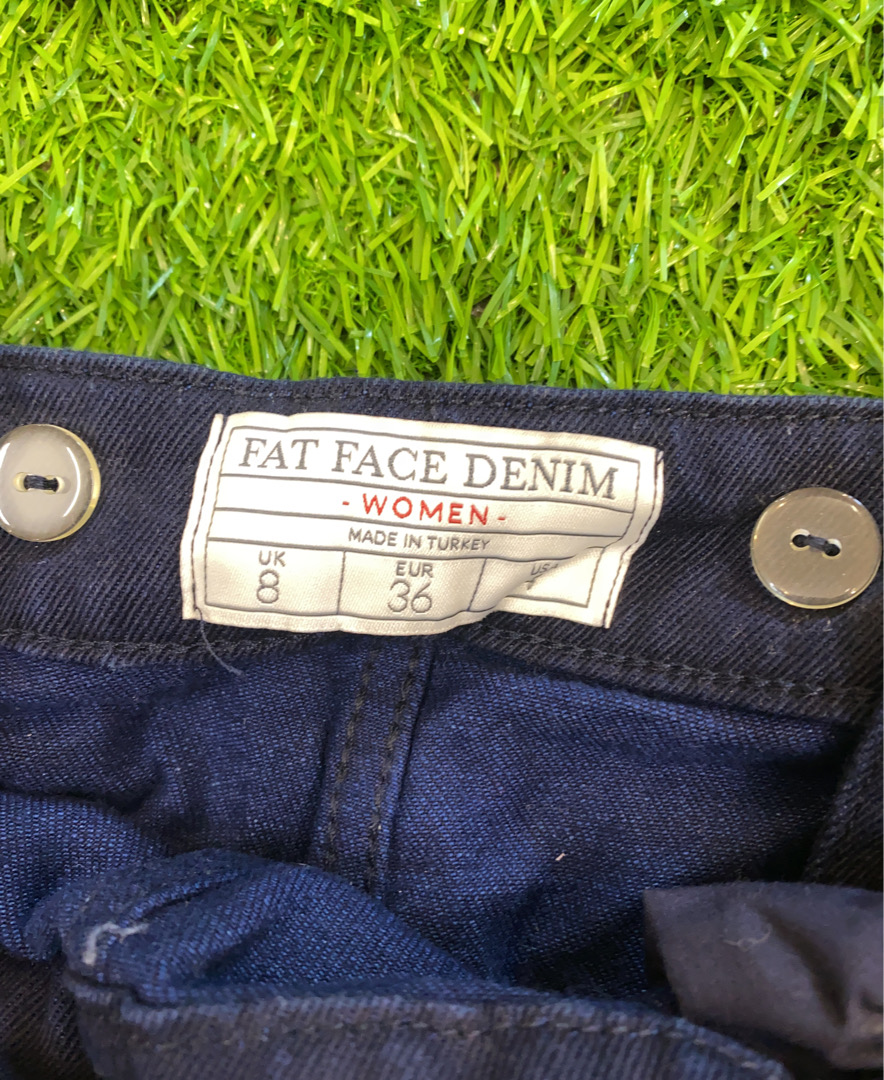 FAT FACE DENIM
- WOMEN -
MADE IN TURKEY
UK EUR
8 36